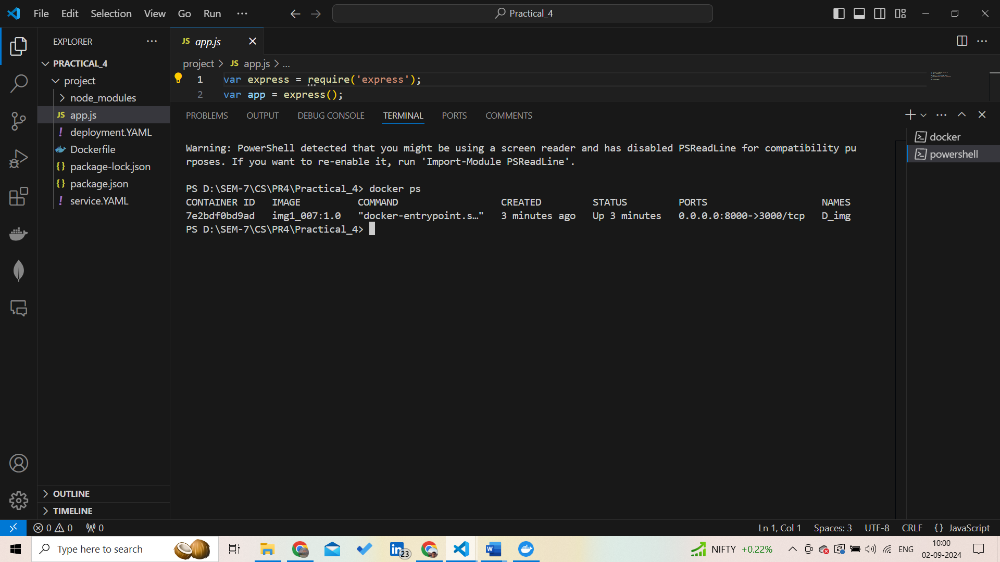 File Edit Selection View Go Run ...
Practical_4
EXPLORER
PRACTICAL_4
project
node_modules
JS app.js
! deployment.YAML
Dockerfile
{} package-lock.json
{} package.json
! service.YAML
OUTLINE
TIMELINE
JS app.js
project > JS app.js > ...
1 var express = require('express');
2 var app = express();
PROBLEMS OUTPUT DEBUG CONSOLE TERMINAL PORTS COMMENTS
docker
powershell
Warning: PowerShell detected that you might be using a screen reader and has disabled PSReadLine for compatibility pu
rposes. If you want to re-enable it, run 'Import-Module PSReadLine'.
PS D:\SEM-7\CS\PR4\Practical_4> docker ps
CONTAINER ID IMAGE COMMAND CREATED STATUS PORTS NAMES
7e2bdf0bd9ad img1_007:1.0 "docker-entrypoint.s…" 3 minutes ago Up 3 minutes 0.0.0.0:8000->3000/tcp D_img
PS D:\SEM-7\CS\PR4\Practical_4>
0 0 0 Ln 1, Col 1 Spaces: 3 UTF-8 CRLF {} JavaScript
Type here to search
in 23
W
NIFTY +0.22%
ENG
10:00
02-09-2024